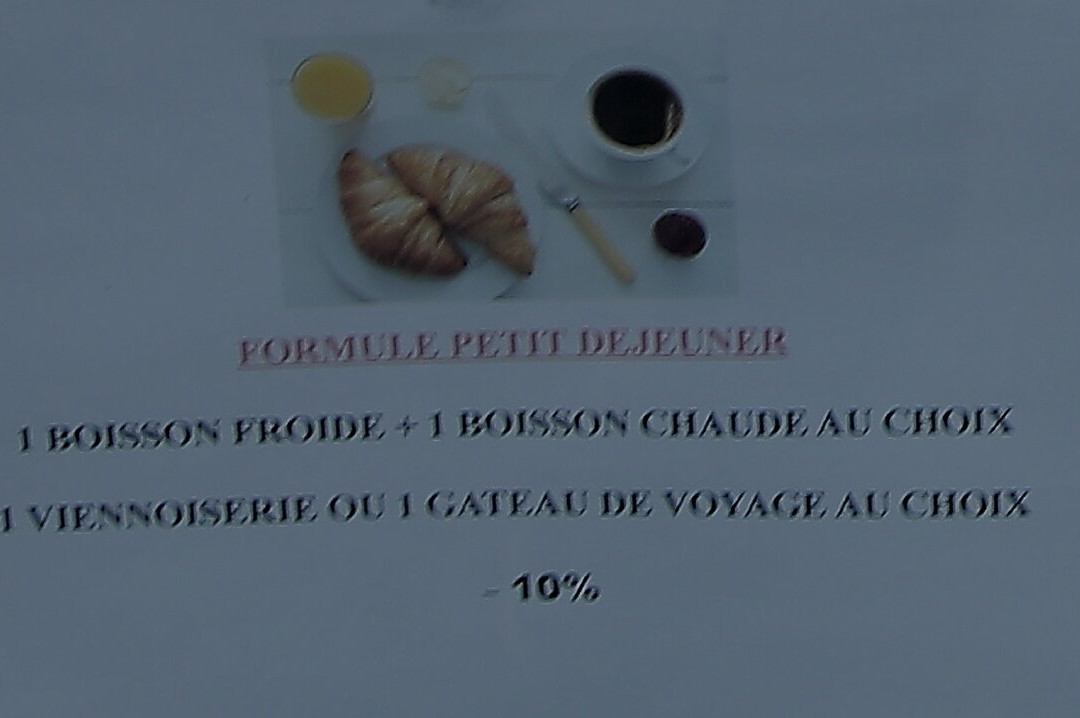 FORMULE PETIT DEJEUNER
1 BOISSON FROIDE + 1 BOISSON CHAUDE AU CHOIX
1 VIENNOISERIE OU 1 GATEAU DE VOYAGE AU CHOIX
- 10%